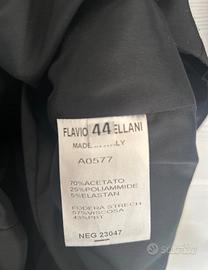 FLAVIO 44 ELLANI
MADE
A0577
70%ACETATO
25%POLIAMMIDE
5%ELASTAN
FODERA STRECH
57%VISCOSA
43%PBT
NEG 23047
subito